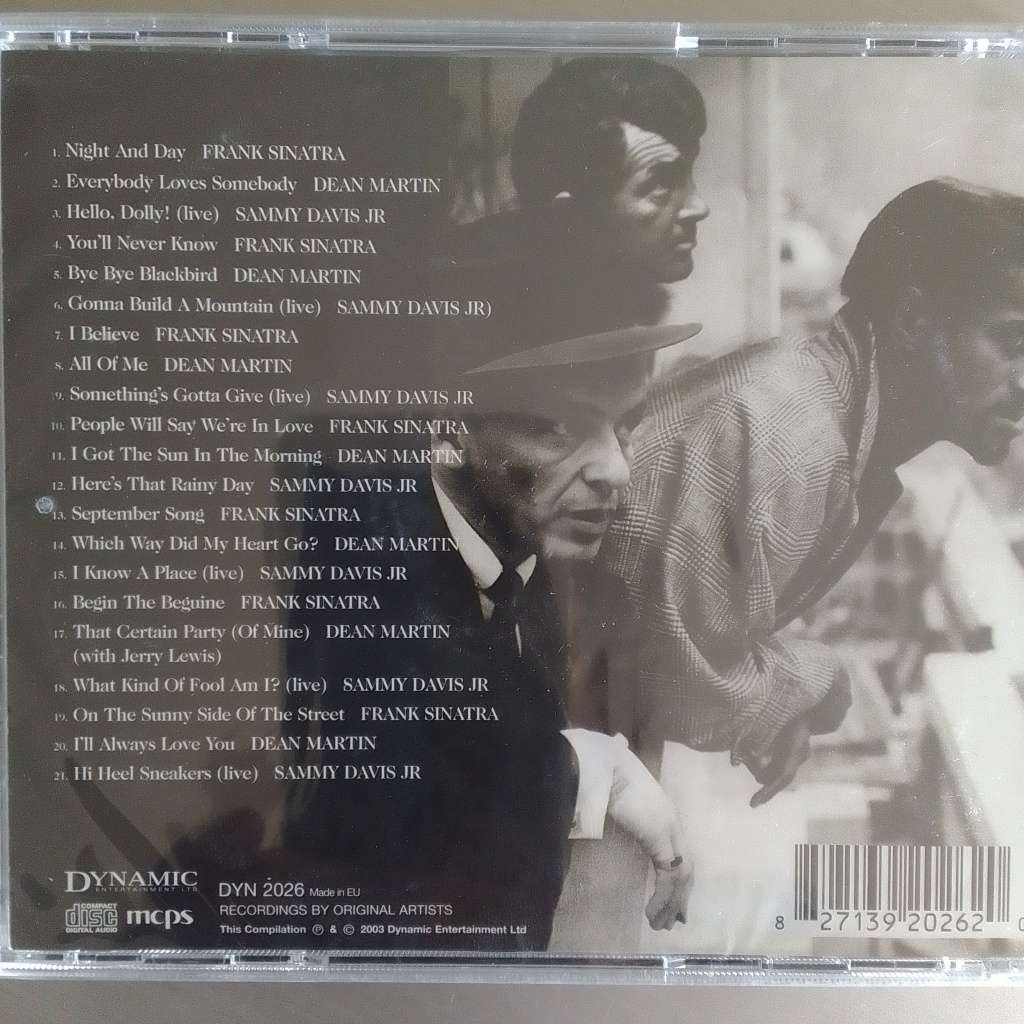 1. Night And Day FRANK SINATRA
2. Everybody Loves Somebody DEAN MARTIN
3. Hello, Dolly! (live) SAMMY DAVIS JR
4. You'll Never Know FRANK SINATRA
5. Bye Bye Blackbird DEAN MARTIN
6. Gonna Build A Mountain (live) SAMMY DAVIS JR)
7. I Believe FRANK SINATRA
8. All Of Me DEAN MARTIN
9. Something's Gotta Give (live) SAMMY DAVIS JR
10. People Will Say We're In Love FRANK SINATRA
11. I Got The Sun In The Morning DEAN MARTIN
12. Here's That Rainy Day SAMMY DAVIS JR
13. September Song FRANK SINATRA
14. Which Way Did My Heart Go? DEAN MARTIN
15. I Know A Place (live) SAMMY DAVIS JR
16. Begin The Beguine FRANK SINATRA
17. That Certain Party (Of Mine) DEAN MARTIN
(with Jerry Lewis)
18. What Kind Of Fool Am I? (live) SAMMY DAVIS JR
19. On The Sunny Side Of The Street FRANK SINATRA
20. I'll Always Love You DEAN MARTIN
21. Hi Heel Sneakers (live) SAMMY DAVIS JR
DYNAMIC
ENTERTAINMENT LTD
COMPACT
disc
DIGITAL AUDIO
mcps
DYN 2026 Made in EU
RECORDINGS BY ORIGINAL ARTISTS
This Compilation ℗ & © 2003 Dynamic Entertainment Ltd
8 27139 20262 0